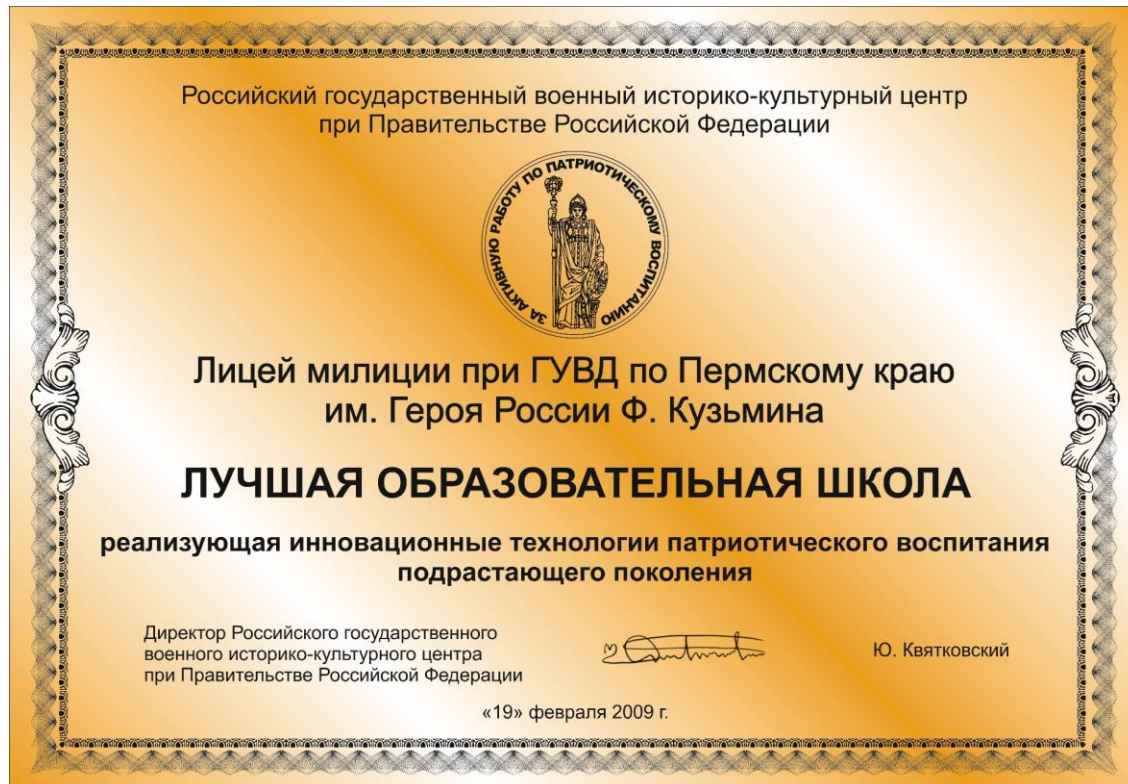 Российский государственный военный историко-культурный центр
при Правительстве Российской Федерации
ЗА АКТИВНУЮ РАБОТУ ПО ПАТРИОТИЧЕСКОМУ ВОСПИТАНИЮ
Лицей милиции при ГУВД по Пермскому краю
им. Героя России Ф. Кузьмина
ЛУЧШАЯ ОБРАЗОВАТЕЛЬНАЯ ШКОЛА
реализующая инновационные технологии патриотического воспитания
подрастающего поколения
Директор Российского государственного
военного историко-культурного центра
при Правительстве Российской Федерации
Ю. Квятковский
«19» февраля 2009 г.